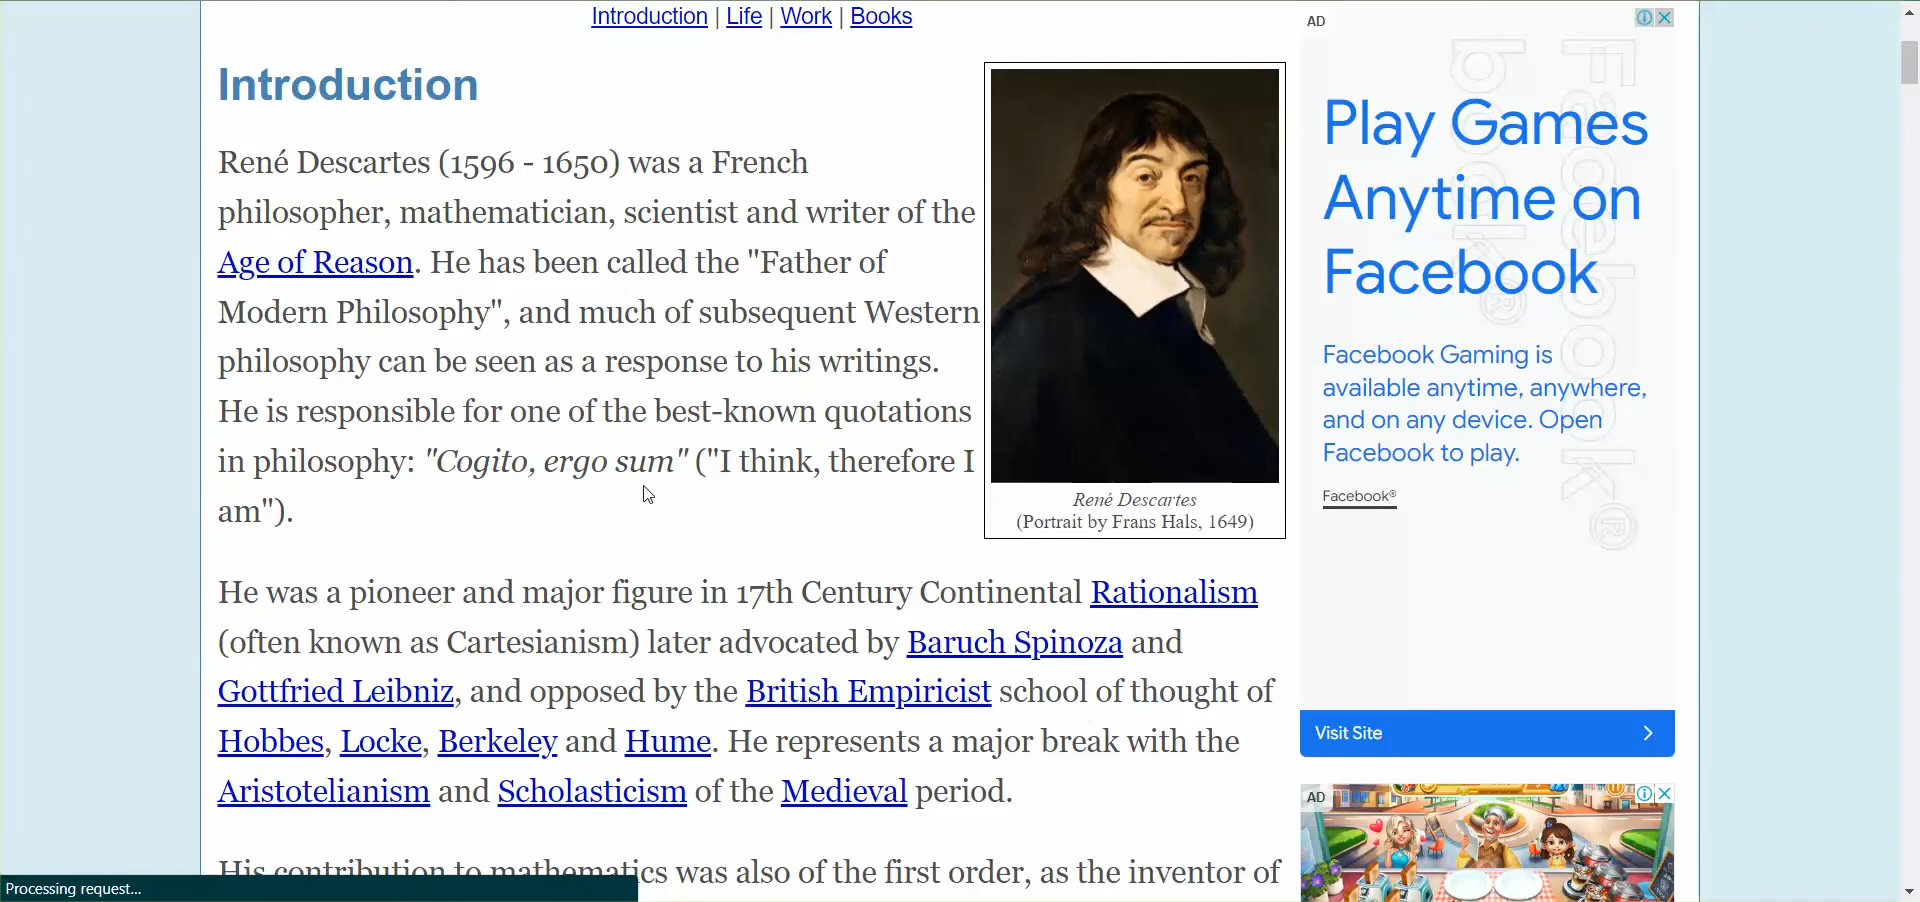 Introduction | Life | Work | Books
Introduction
René Descartes (1596 - 1650) was a French
philosopher, mathematician, scientist and writer of the
Age of Reason. He has been called the "Father of
Modern Philosophy", and much of subsequent Western
philosophy can be seen as a response to his writings.
He is responsible for one of the best-known quotations
in philosophy: "Cogito, ergo sum" ("I think, therefore I
am").
René Descartes
(Portrait by Frans Hals, 1649)
He was a pioneer and major figure in 17th Century Continental Rationalism
(often known as Cartesianism) later advocated by Baruch Spinoza and
Gottfried Leibniz, and opposed by the British Empiricist school of thought of
Hobbes, Locke, Berkeley and Hume. He represents a major break with the
Aristotelianism and Scholasticism of the Medieval period.
His contribution to mathematics was also of the first order, as the inventor of
Processing request...
AD
Facebook®
Facebook®
Play Games
Anytime on
Facebook
Facebook Gaming is
available anytime, anywhere,
and on any device. Open
Facebook to play.
Facebook®
Visit Site
AD